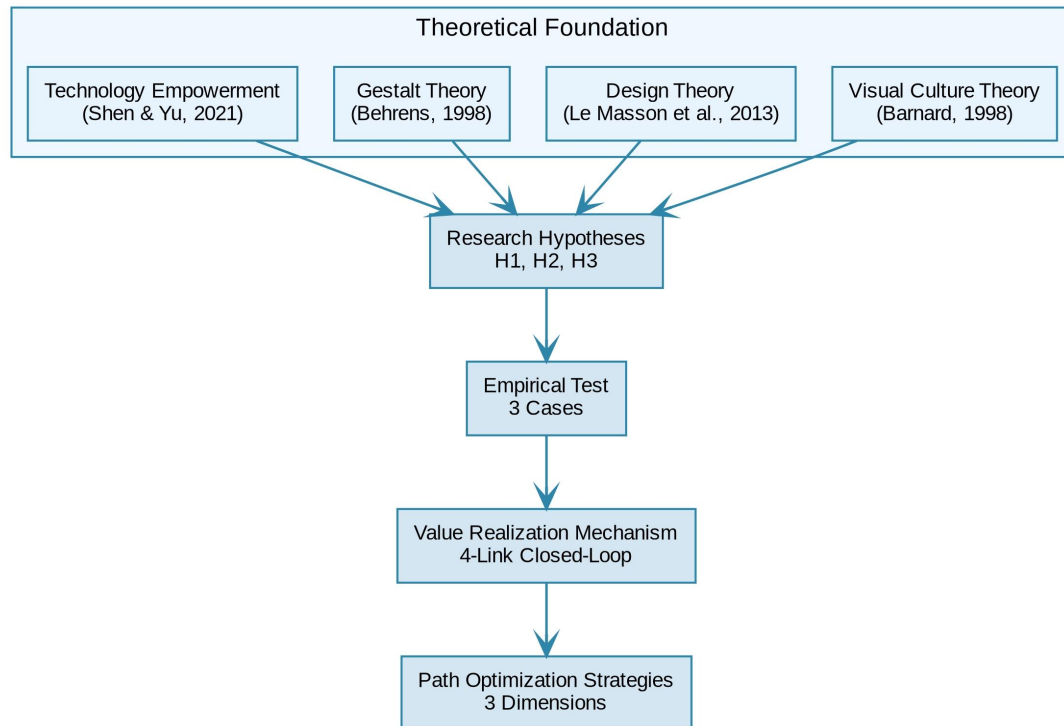 Theoretical Foundation
Technology Empowerment
(Shen & Yu, 2021)
Gestalt Theory
(Behrens, 1998)
Design Theory
(Le Masson et al., 2013)
Visual Culture Theory
(Barnard, 1998)
Research Hypotheses
H1, H2, H3
Empirical Test
3 Cases
Value Realization Mechanism
4-Link Closed-Loop
Path Optimization Strategies
3 Dimensions